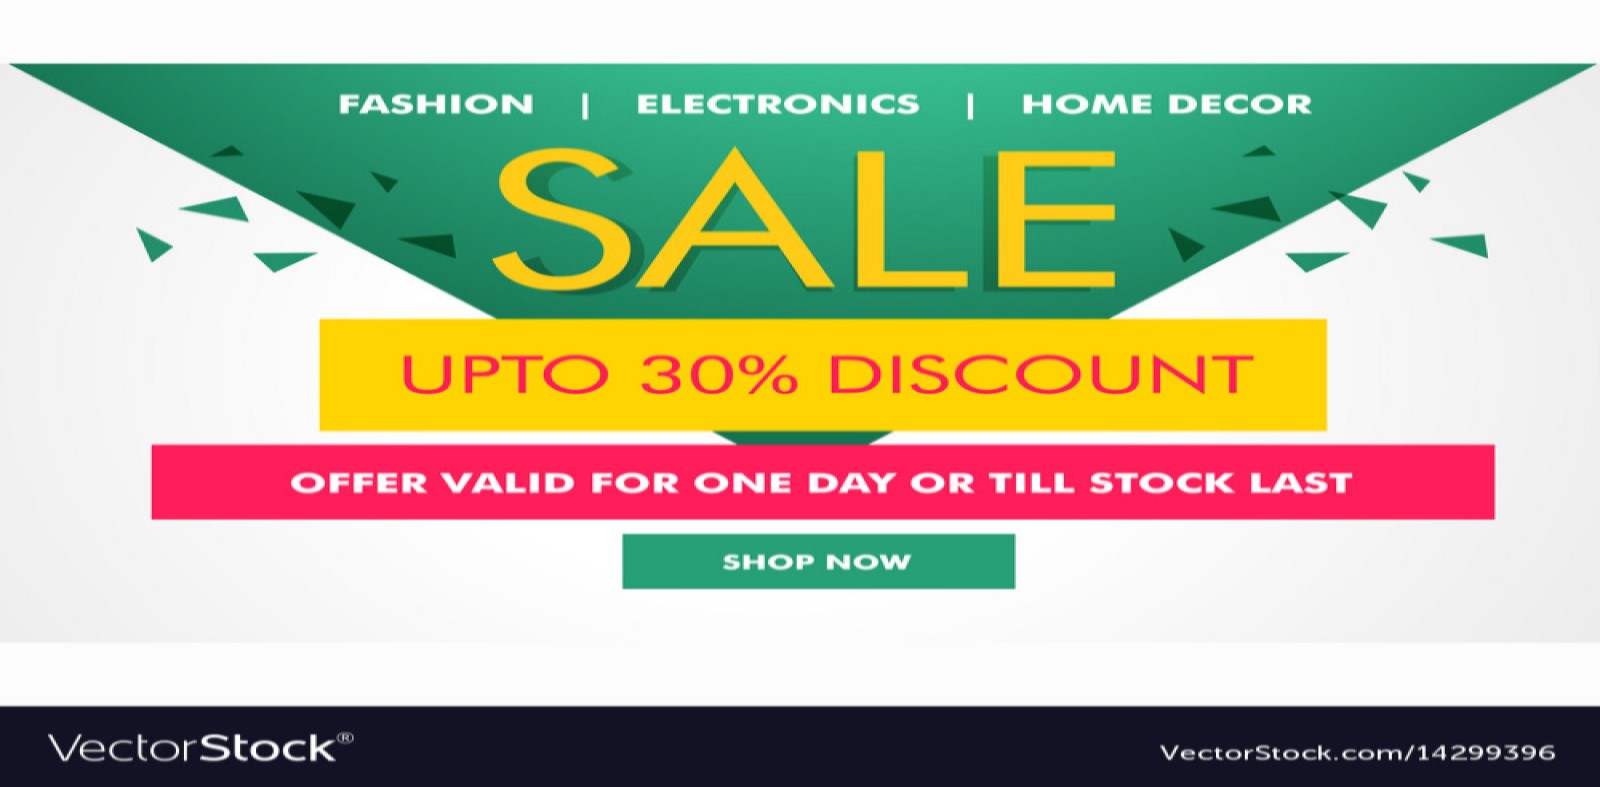 FASHION | ELECTRONICS | HOME DECOR
SALE
UPTO 30% DISCOUNT
OFFER VALID FOR ONE DAY OR TILL STOCK LAST
SHOP NOW
VectorStock®
VectorStock.com/14299396